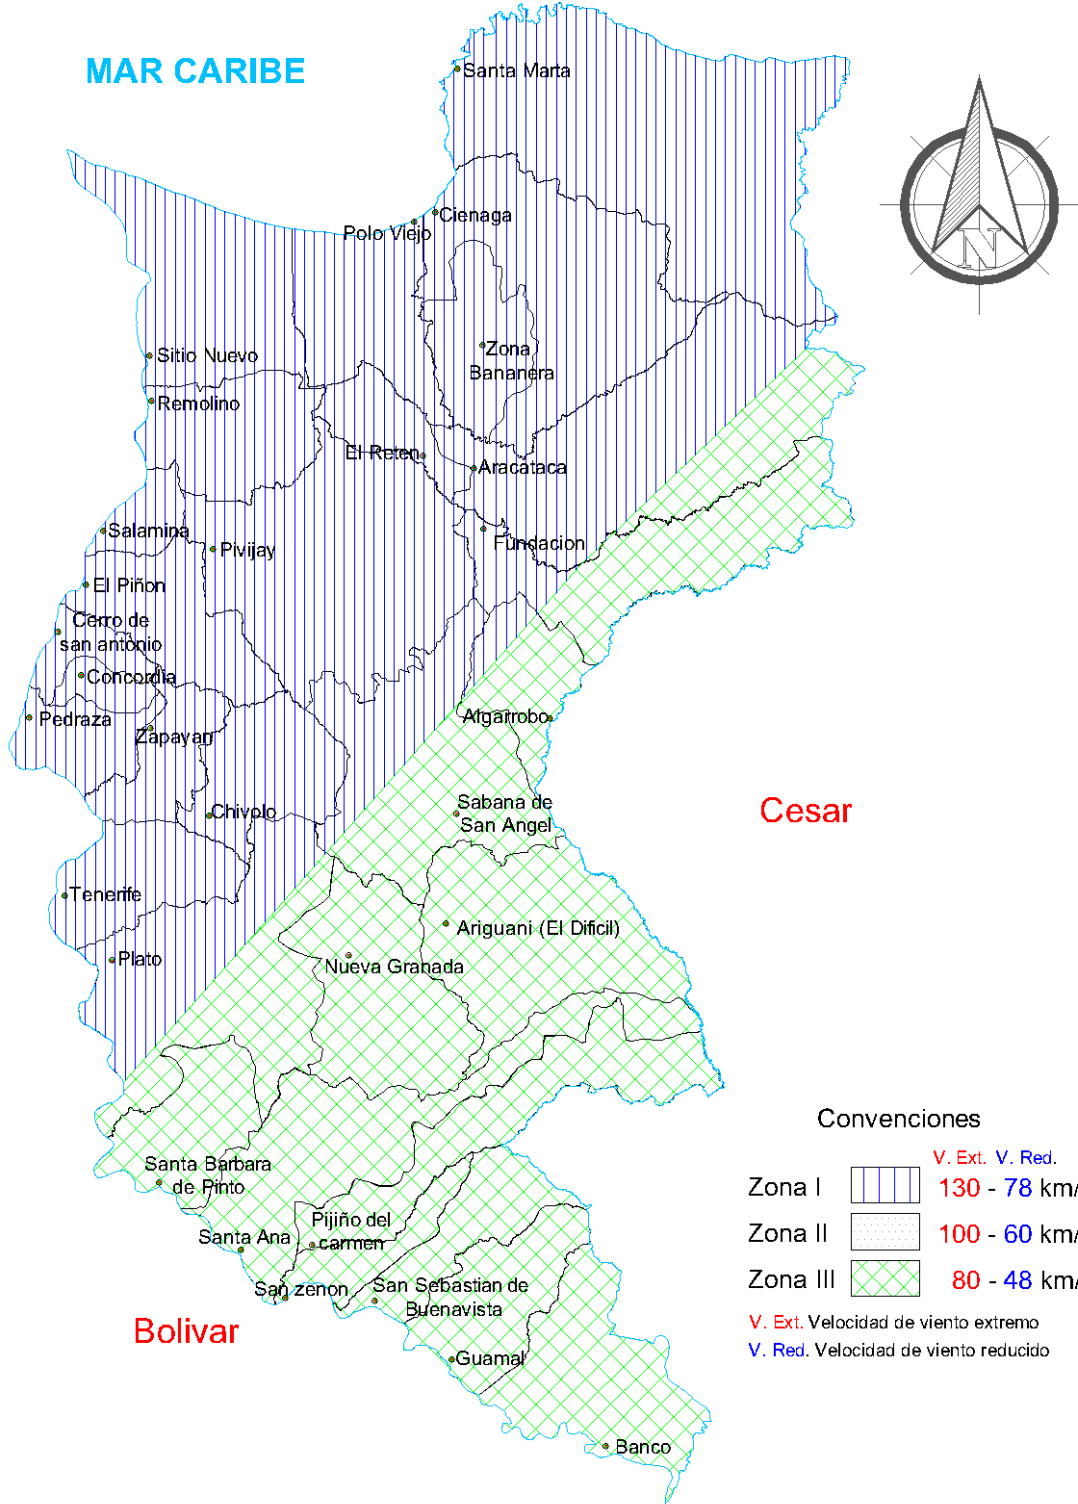 MAR CARIBE
Santa Marta
Cienaga
Polo Viejo
N
Sitio Nuevo
Zona
Bananera
Remolino
El Reten
Aracataca
Salamina
Pivijay
Fundacion
El Piñon
Cerro de
san antonio
Concordia
Pedraza
Zapayan
Algarrobo
Chivolo
Sabana de
San Angel
Cesar
Tenerife
Ariguani (El Dificil)
Plato
Nueva Granada
Convenciones
V. Ext. V. Red.
Zona I 130 - 78 km/
Zona II 100 - 60 km/
Zona III 80 - 48 km/
V. Ext. Velocidad de viento extremo
V. Red. Velocidad de viento reducido
Santa Barbara
de Pinto
Pijiño del
carmen
Santa Ana
San zenon
San Sebastian de
Buenavista
Bolivar
Guamal
Banco